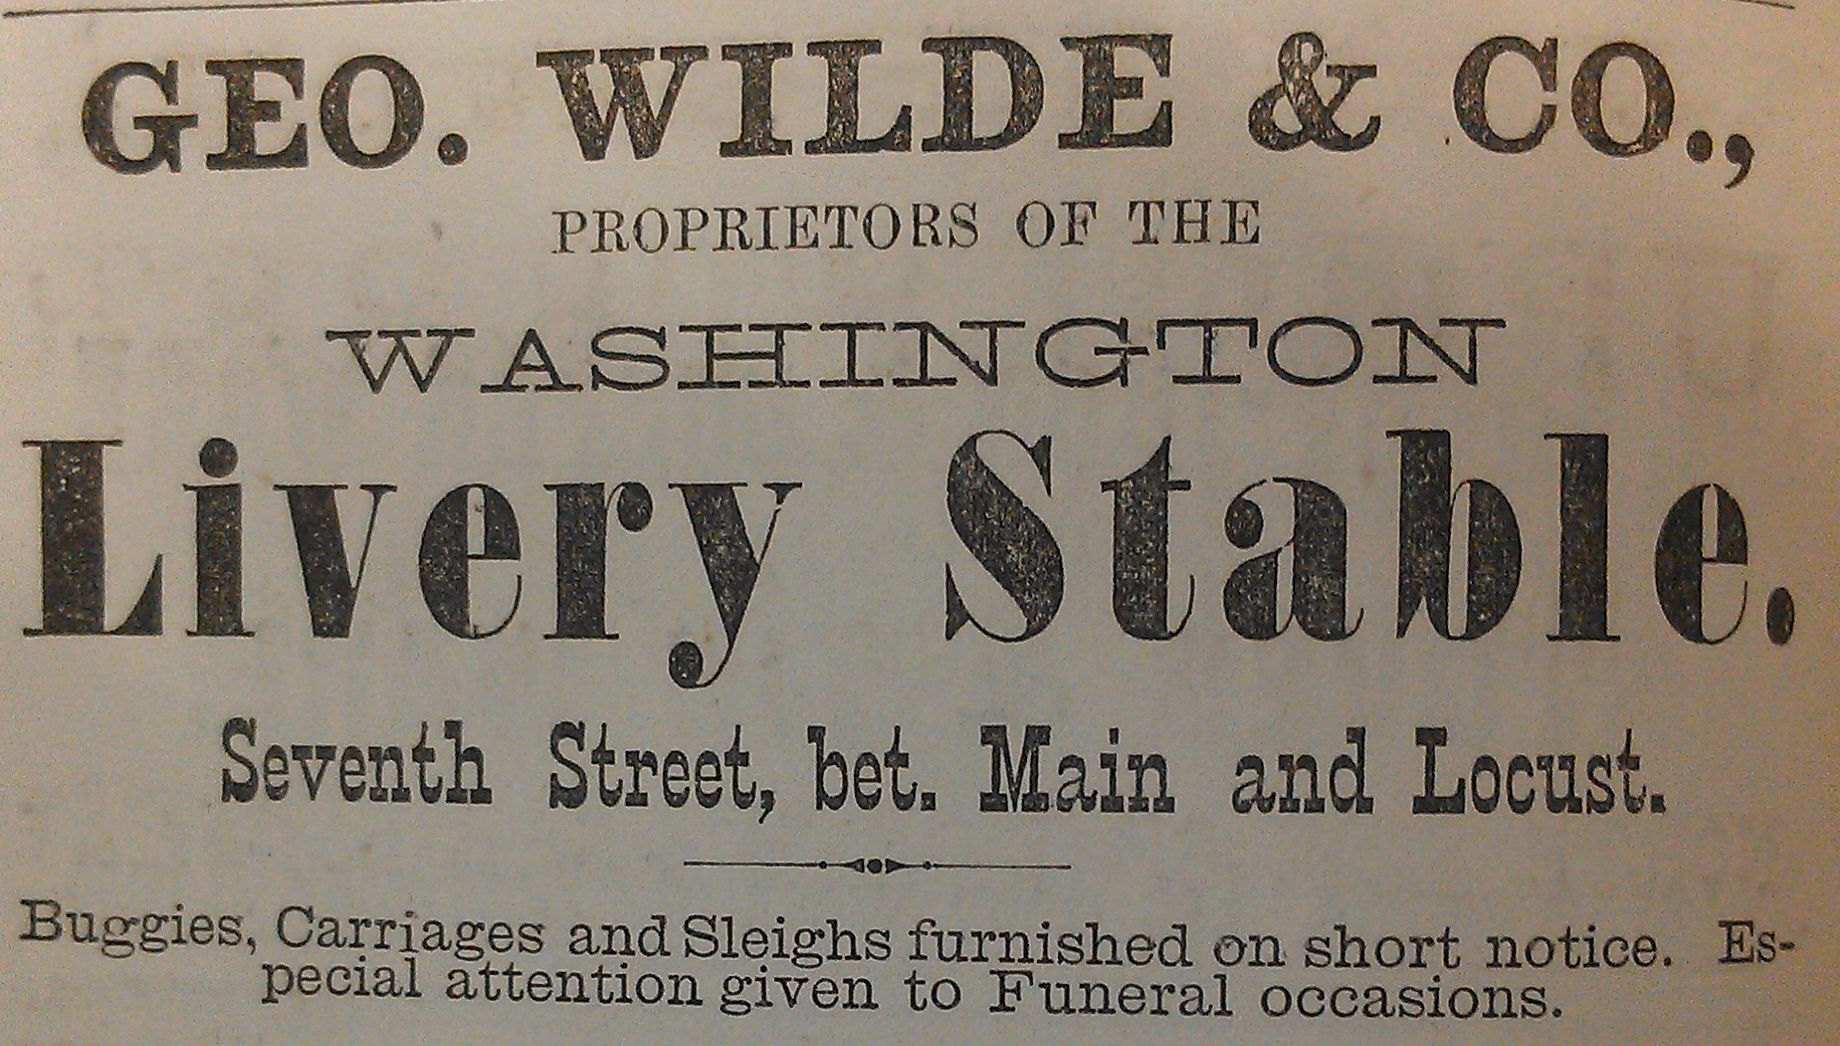 GEO. WILDE & CO.,
PROPRIETORS OF THE
WASHINGTON
Livery Stable.
Seventh Street, bet. Main and Locust.
Buggies, Carriages and Sleighs furnished on short notice. Es-
pecial attention given to Funeral occasions.